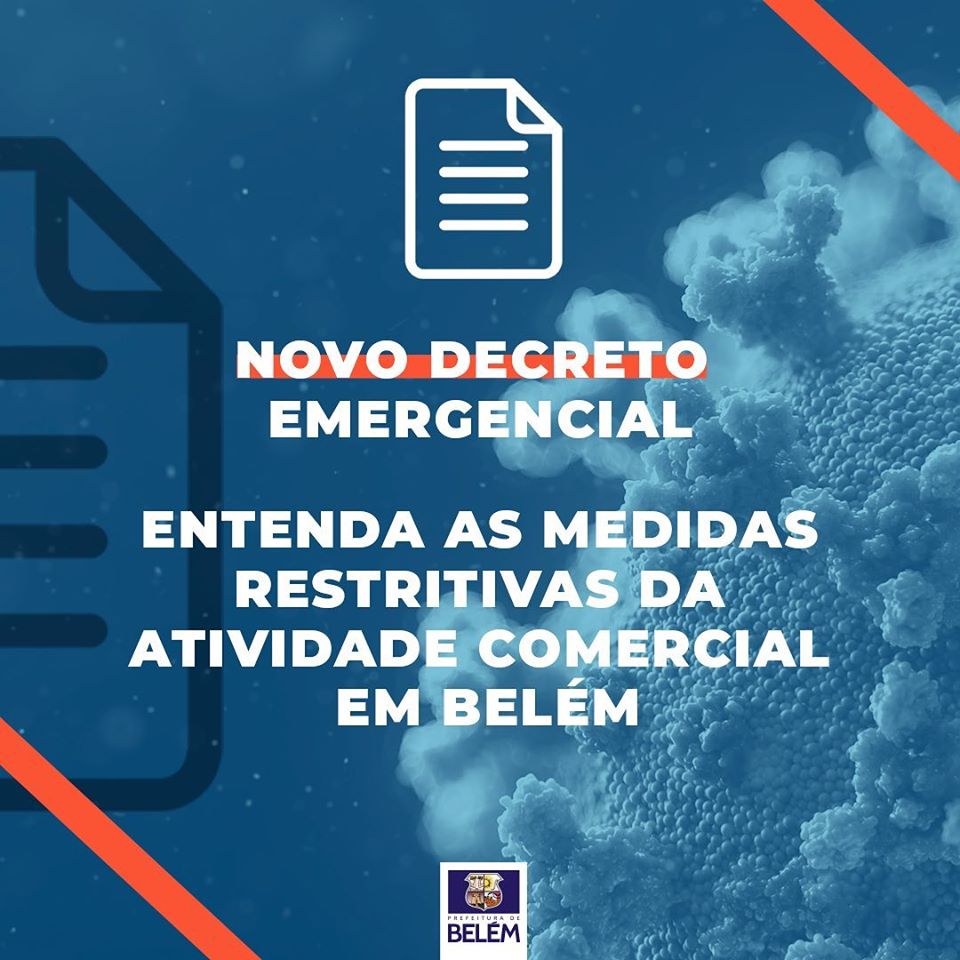 NOVO DECRETO
EMERGENCIAL
ENTENDA AS MEDIDAS
RESTRITIVAS DA
ATIVIDADE COMERCIAL
EM BELÉM
PREFEITURA DE
BELÉM